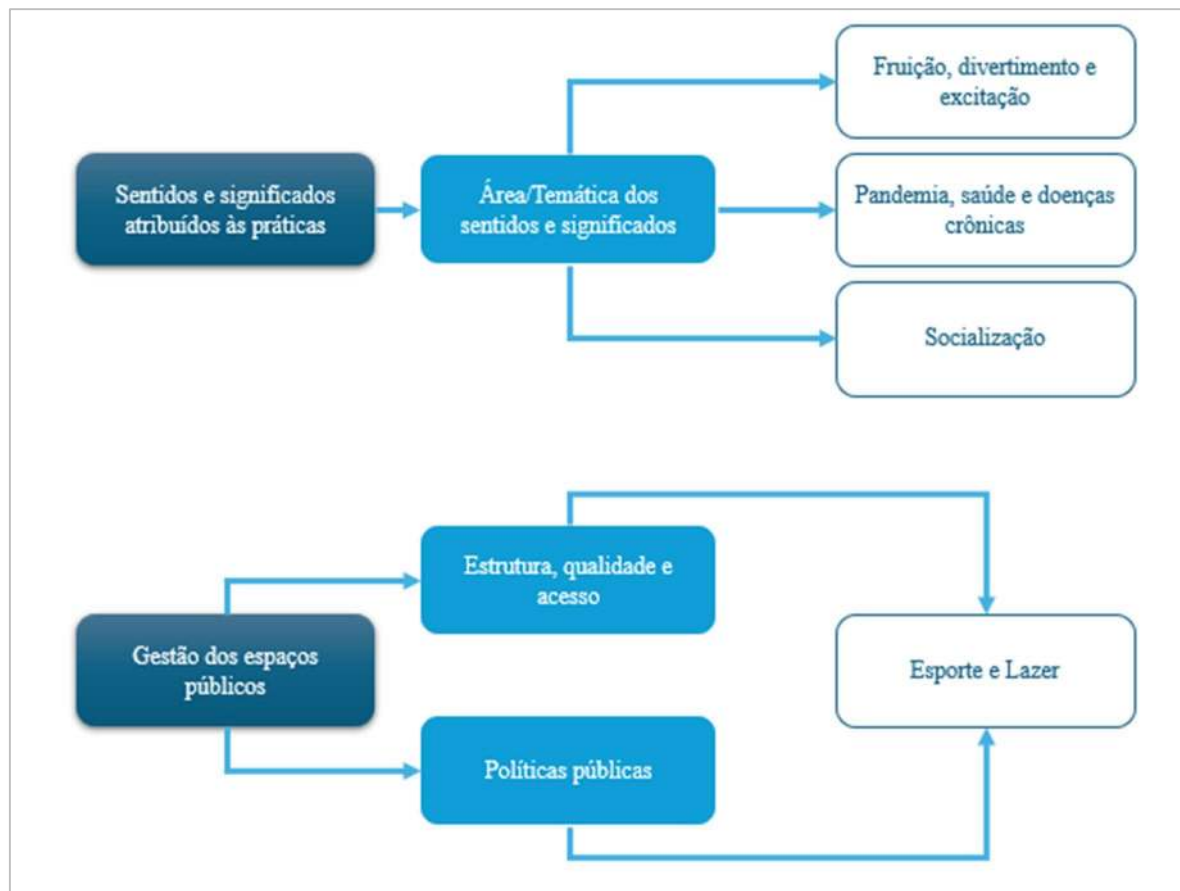 Fruição, divertimento e
excitação
Sentidos e significados
atribuídos às práticas
Área/Temática dos
sentidos e significados
Pandemia, saúde e doenças
crônicas
Socialização
Estrutura, qualidade e
acesso
Gestão dos espaços
públicos
Esporte e Lazer
Políticas públicas